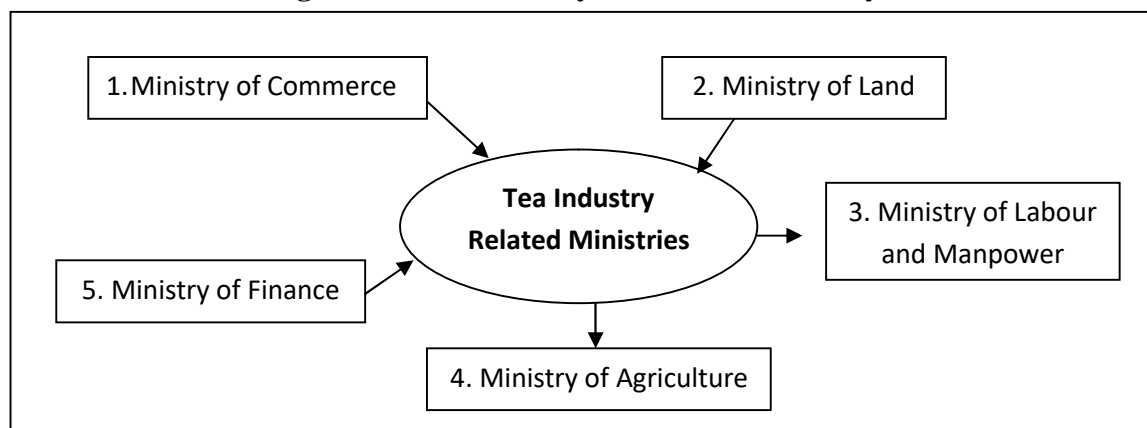 1.Ministry of Commerce
2. Ministry of Land
Tea Industry
Related Ministries
3. Ministry of Labour
and Manpower
5. Ministry of Finance
4. Ministry of Agriculture